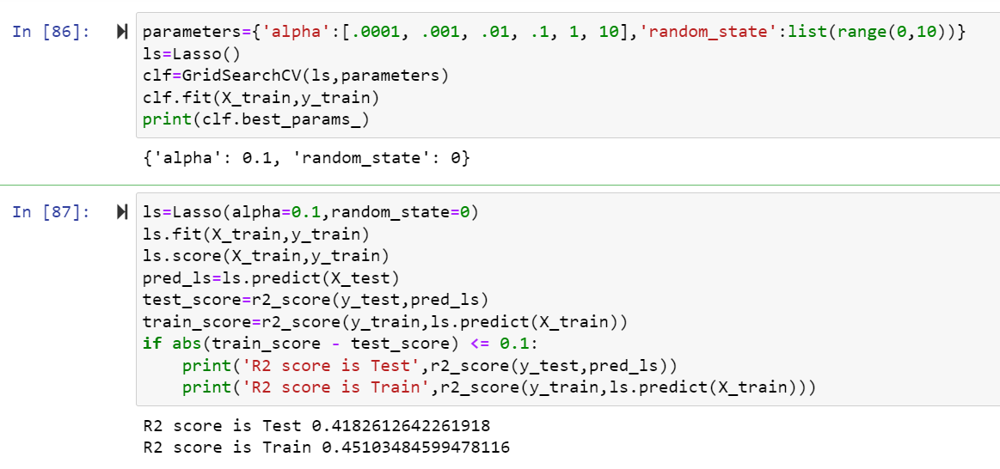 In [86]: parameters={'alpha':[.0001, .001, .01, .1, 1, 10],'random_state':list(range(0,10))}
ls=Lasso()
clf=GridSearchCV(ls,parameters)
clf.fit(X_train,y_train)
print(clf.best_params_)
{'alpha': 0.1, 'random_state': 0}
In [87]: ls=Lasso(alpha=0.1,random_state=0)
ls.fit(X_train,y_train)
ls.score(X_train,y_train)
pred_ls=ls.predict(X_test)
test_score=r2_score(y_test,pred_ls)
train_score=r2_score(y_train,ls.predict(X_train))
if abs(train_score - test_score) <= 0.1:
    print('R2 score is Test',r2_score(y_test,pred_ls))
    print('R2 score is Train',r2_score(y_train,ls.predict(X_train)))
R2 score is Test 0.4182612642261918
R2 score is Train 0.45103484599478116